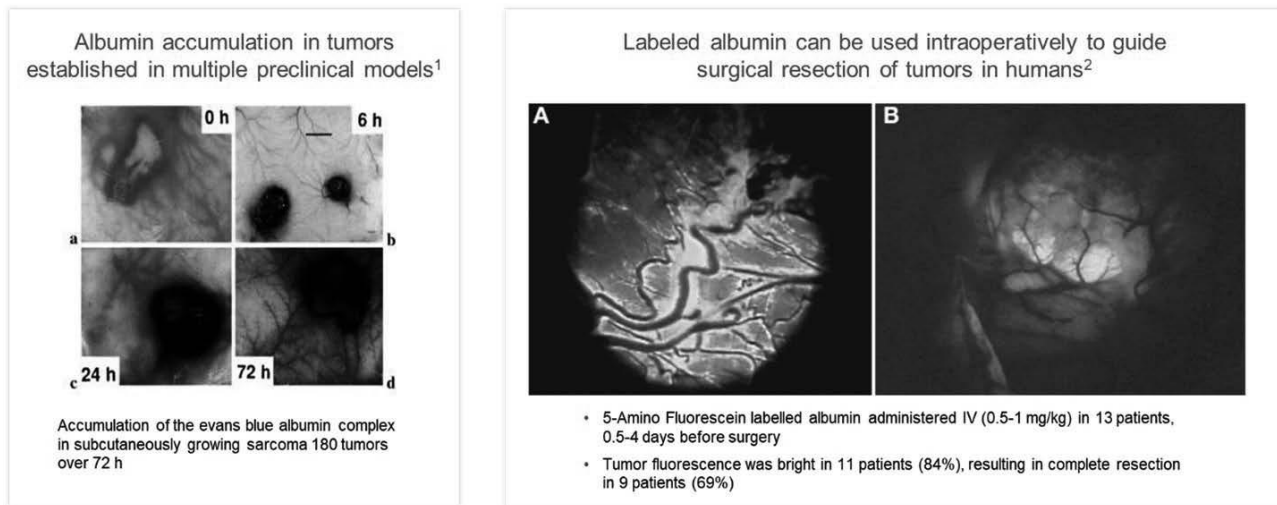 Albumin accumulation in tumors
established in multiple preclinical models¹
0 h
6 h
a
b
c
24 h
72 h
d
Accumulation of the evans blue albumin complex
in subcutaneously growing sarcoma 180 tumors
over 72 h
Labeled albumin can be used intraoperatively to guide
surgical resection of tumors in humans²
A
B
• 5-Amino Fluorescein labelled albumin administered IV (0.5-1 mg/kg) in 13 patients,
0.5-4 days before surgery
• Tumor fluorescence was bright in 11 patients (84%), resulting in complete resection
in 9 patients (69%)